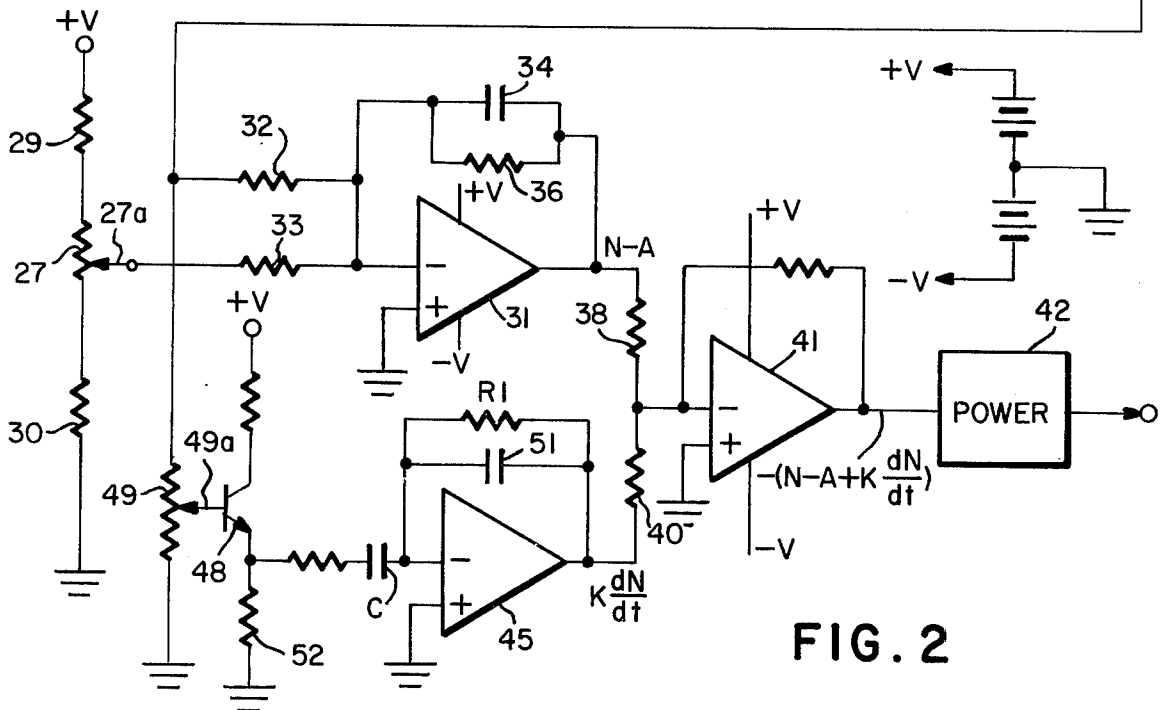 +V
29
27a
27
30
32
33
34
36
+V
−
+
31
−V
N−A
+V
−V
38
+V
41
−
+
−V
42
POWER
−(N−A+K dN/dt)
+V
49a
49
48
52
C
R1
51
−
+
45
K dN/dt
40
FIG. 2